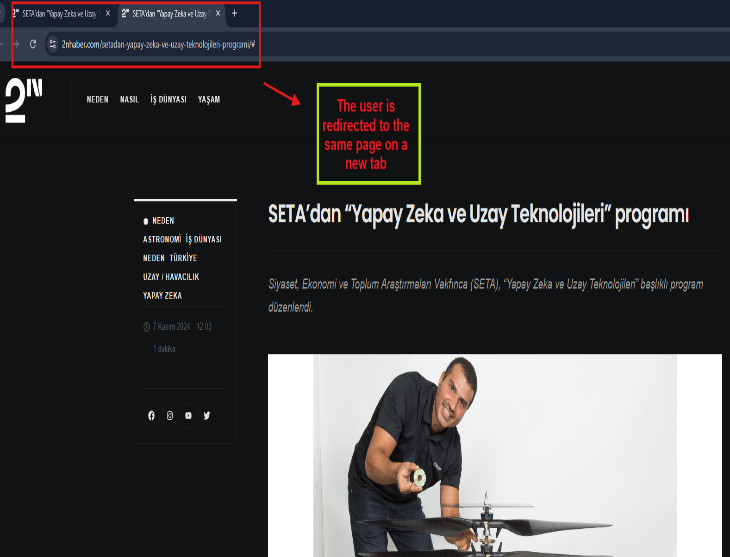 2N SETA'dan "Yapay Zeka ve Uzay T
2N SETA'dan "Yapay Zeka ve Uzay T
2nhaber.com/setadan-yapay-zeka-ve-uzay-teknolojileri-programi/#
2N
NEDEN NASIL İŞ DÜNYASI YAŞAM
The user is
redirected to the
same page on a
new tab
SETA'dan “Yapay Zeka ve Uzay Teknolojileri” programı
NEDEN
ASTRONOMİ İŞ DÜNYASI
NEDEN TÜRKİYE
UZAY / HAVACILIK
YAPAY ZEKA
7 Kasım 2024, 12:03
1 dakika
Siyaset, Ekonomi ve Toplum Araştırmaları Vakfınca (SETA), “Yapay Zeka ve Uzay Teknolojileri” başlıklı program
düzenlendi.